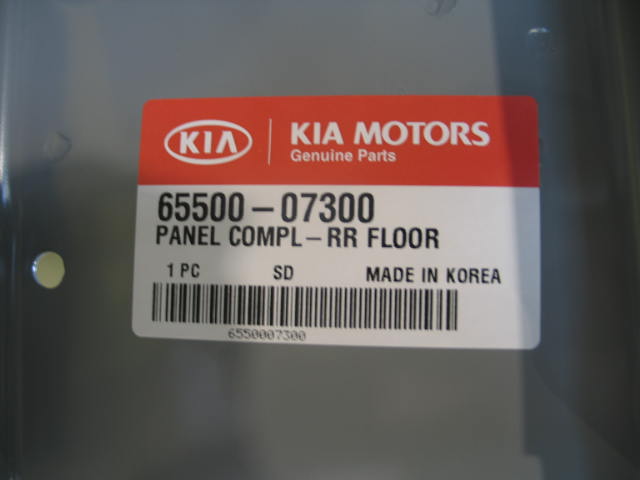 KIA
KIA MOTORS
Genuine Parts
65500-07300
PANEL COMPL-RR FLOOR
1 PC SD MADE IN KOREA
6550007300